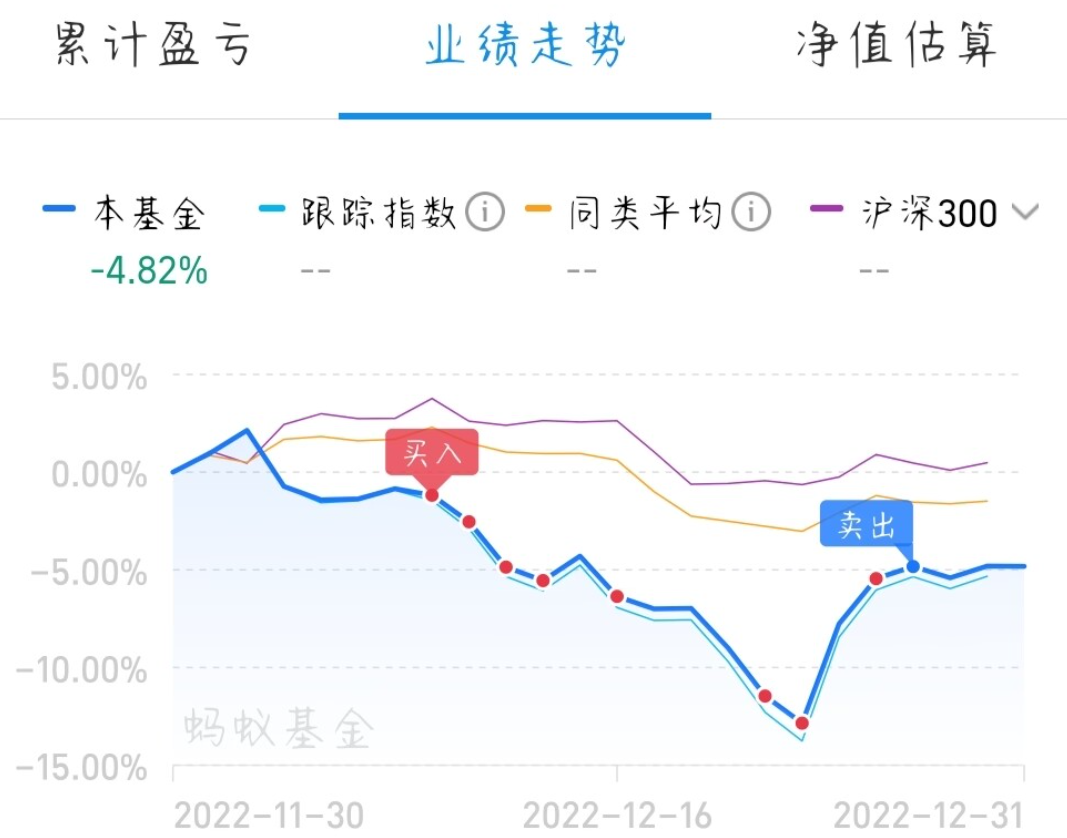 累计盈亏 业绩走势 净值估算
本基金 跟踪指数 i 同类平均 i 沪深300
-4.82% -- -- --
5.00%
买入
0.00%
卖出
-5.00%
-10.00%
蚂蚁基金
-15.00%
2022-11-30 2022-12-16 2022-12-31